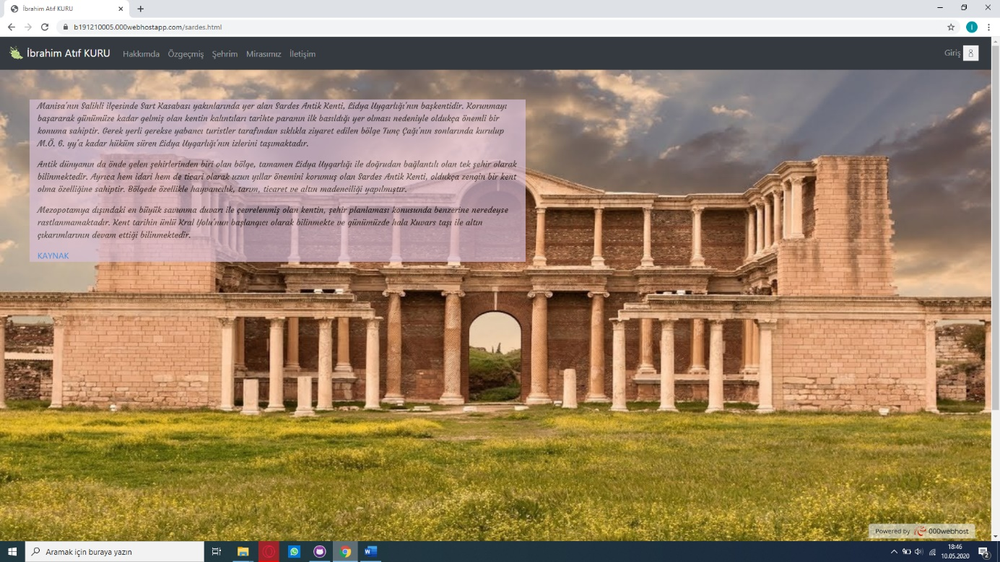 İbrahim Atıf KURU
b191210005.000webhostapp.com/sardes.html
İbrahim Atıf KURU Hakkımda Özgeçmiş Şehrim Mirasımız İletişim Giriş
Manisa'nın Salihli ilçesinde Sart Kasabası yakınlarında yer alan Sardes Antik Kenti, Lidya Uygarlığı'nın başkentidir. Korunmayı
başararak günümüze kadar gelmiş olan kentin kalıntıları tarihte paranın ilk basıldığı yer olması nedeniyle oldukça önemli bir
konuma sahiptir. Gerek yerli gerekse yabancı turistler tarafından sıklıkla ziyaret edilen bölge Tunç Çağı'nın sonlarında kurulup
M.Ö. 6. yy'a kadar hüküm süren Lidya Uygarlığı'nın izlerini taşımaktadır.
Antik dünyanın da önde gelen şehirlerinden biri olan bölge, tamamen Lidya Uygarlığı ile doğrudan bağlantılı olan tek şehir olarak
bilinmektedir. Ayrıca hem idari hem de ticari olarak uzun yıllar önemini korumuş olan Sardes Antik Kenti, oldukça zengin bir kent
olma özelliğine sahiptir. Bölgede özellikle hayvancılık, tarım, ticaret ve altın madenciliği yapılmıştır.
Mezopotamya dışındaki en büyük savunma duvarı ile çevrelenmiş olan kentin, şehir planlaması konusunda benzerine neredeyse
rastlanmamaktadır. Kent tarihin ünlü Kral Yolu'nun başlangıcı olarak bilinmekte ve günümüzde hala Kuvars taşı ile altın
çıkarımlarının devam ettiği bilinmektedir.
KAYNAK
Powered by 000webhost
Aramak için buraya yazın
18:46
10.05.2020
2